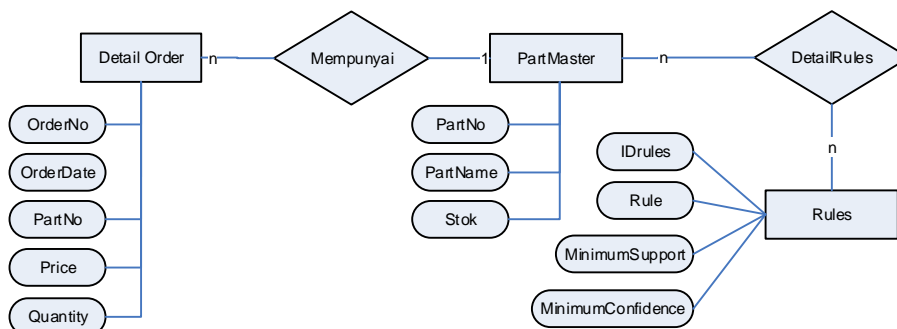 Detail Order
n
Mempunyai
1
PartMaster
n
DetailRules
OrderNo
OrderDate
PartNo
Price
Quantity
PartNo
PartName
Stok
n
IDrules
Rule
MinimumSupport
MinimumConfidence
Rules